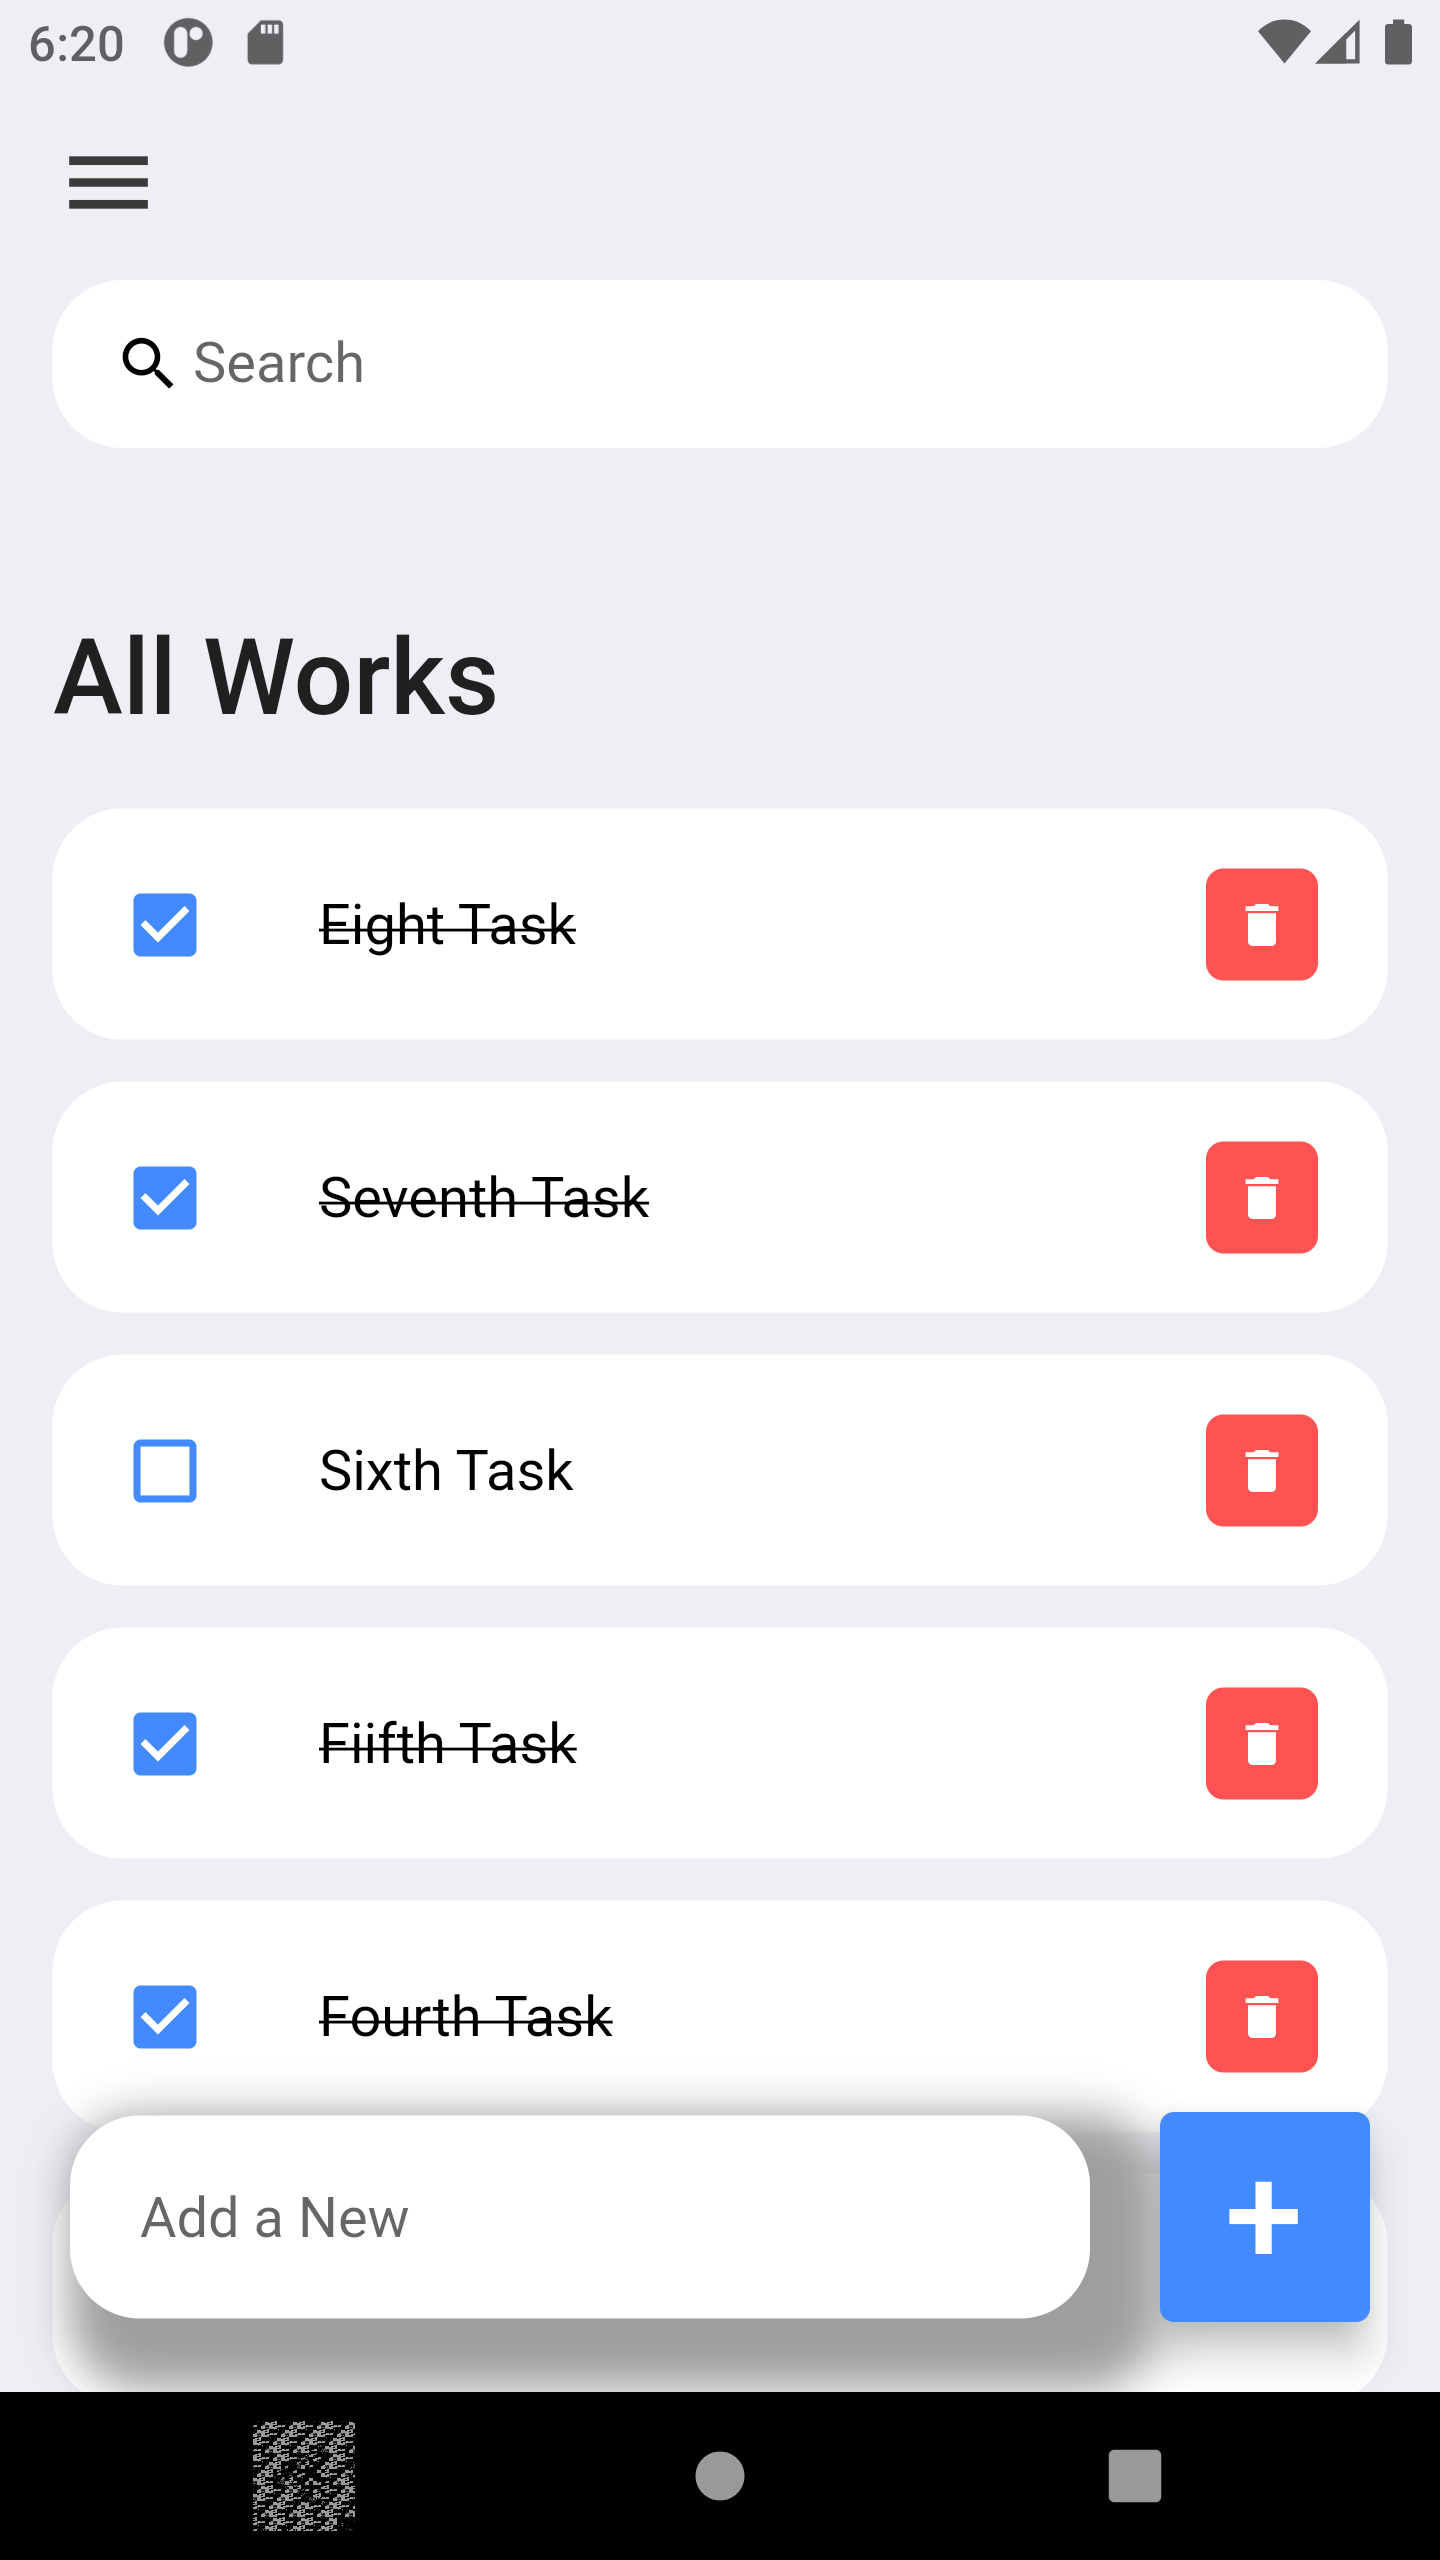 6:20
Search
All Works
Eight Task
Seventh Task
Sixth Task
Fiifth Task
Fourth Task
Add a New